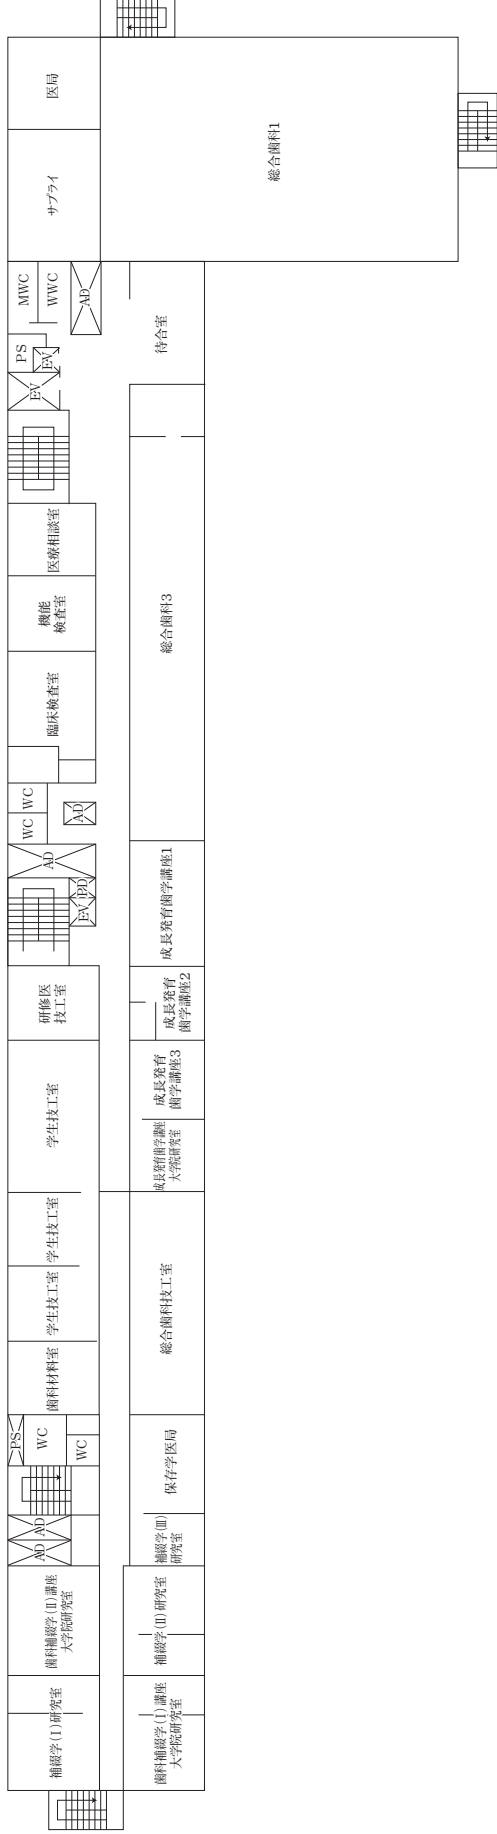 医局
サプライ
総合歯科1
MWC
WWC
AD
PS
EV
EV
待合室
医療相談室
機能
検査室
臨床検査室
総合歯科3
WC
WC
AD
AD
EV
PD
成長発育歯学講座1
研修医
技工室
成長発育
歯学講座2
学生技工室
成長発育
歯学講座3
成長発育歯学講座
大学院研究室
学生技工室
学生技工室
総合歯科技工室
歯科材料室
PS
WC
WC
保存学医局
AD
AD
補綴学(Ⅲ)
研究室
歯科補綴学(Ⅱ)講座
大学院研究室
補綴学(Ⅱ)研究室
補綴学(Ⅰ)研究室
歯科補綴学(Ⅰ)講座
大学院研究室